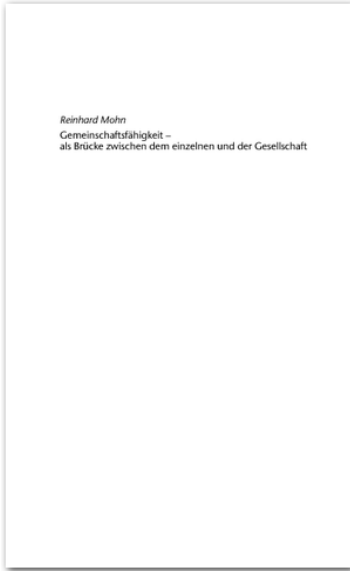 Reinhard Mohn
Gemeinschaftsfähigkeit –
als Brücke zwischen dem einzelnen und der Gesellschaft